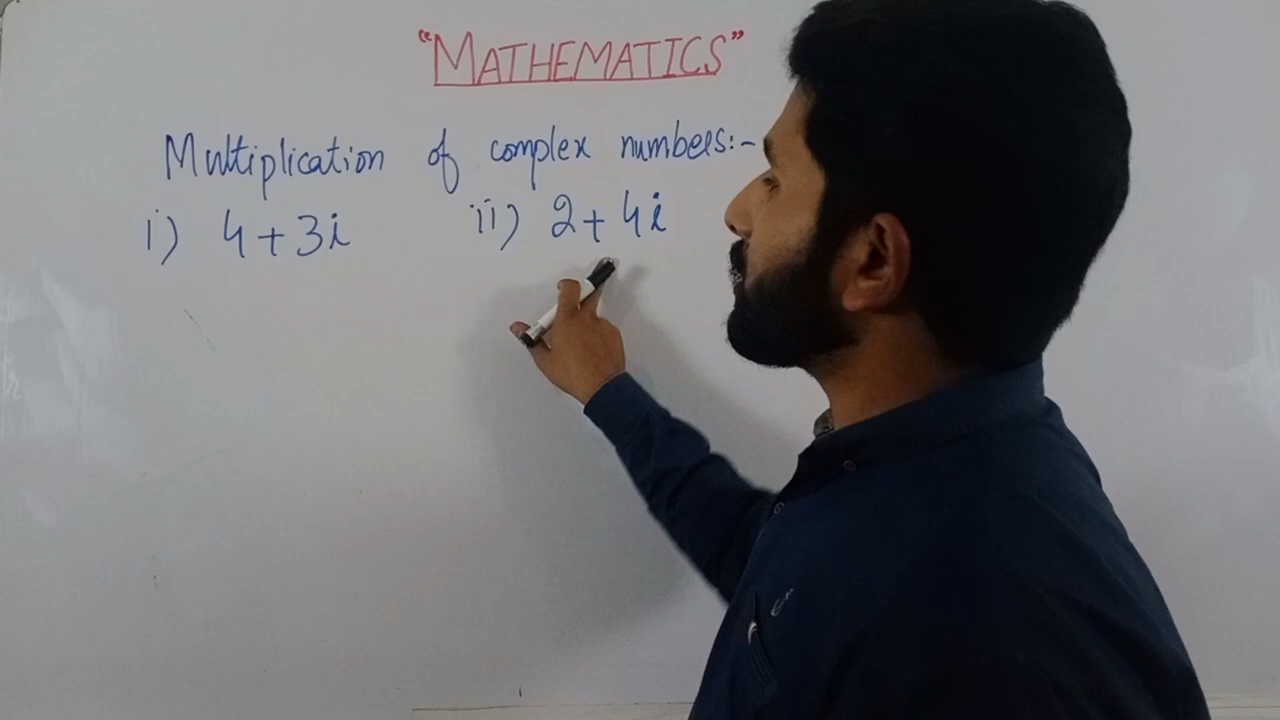 "MATHEMATICS"
Multiplication of complex numbers:-
i) 4+3i ii) 2+4i